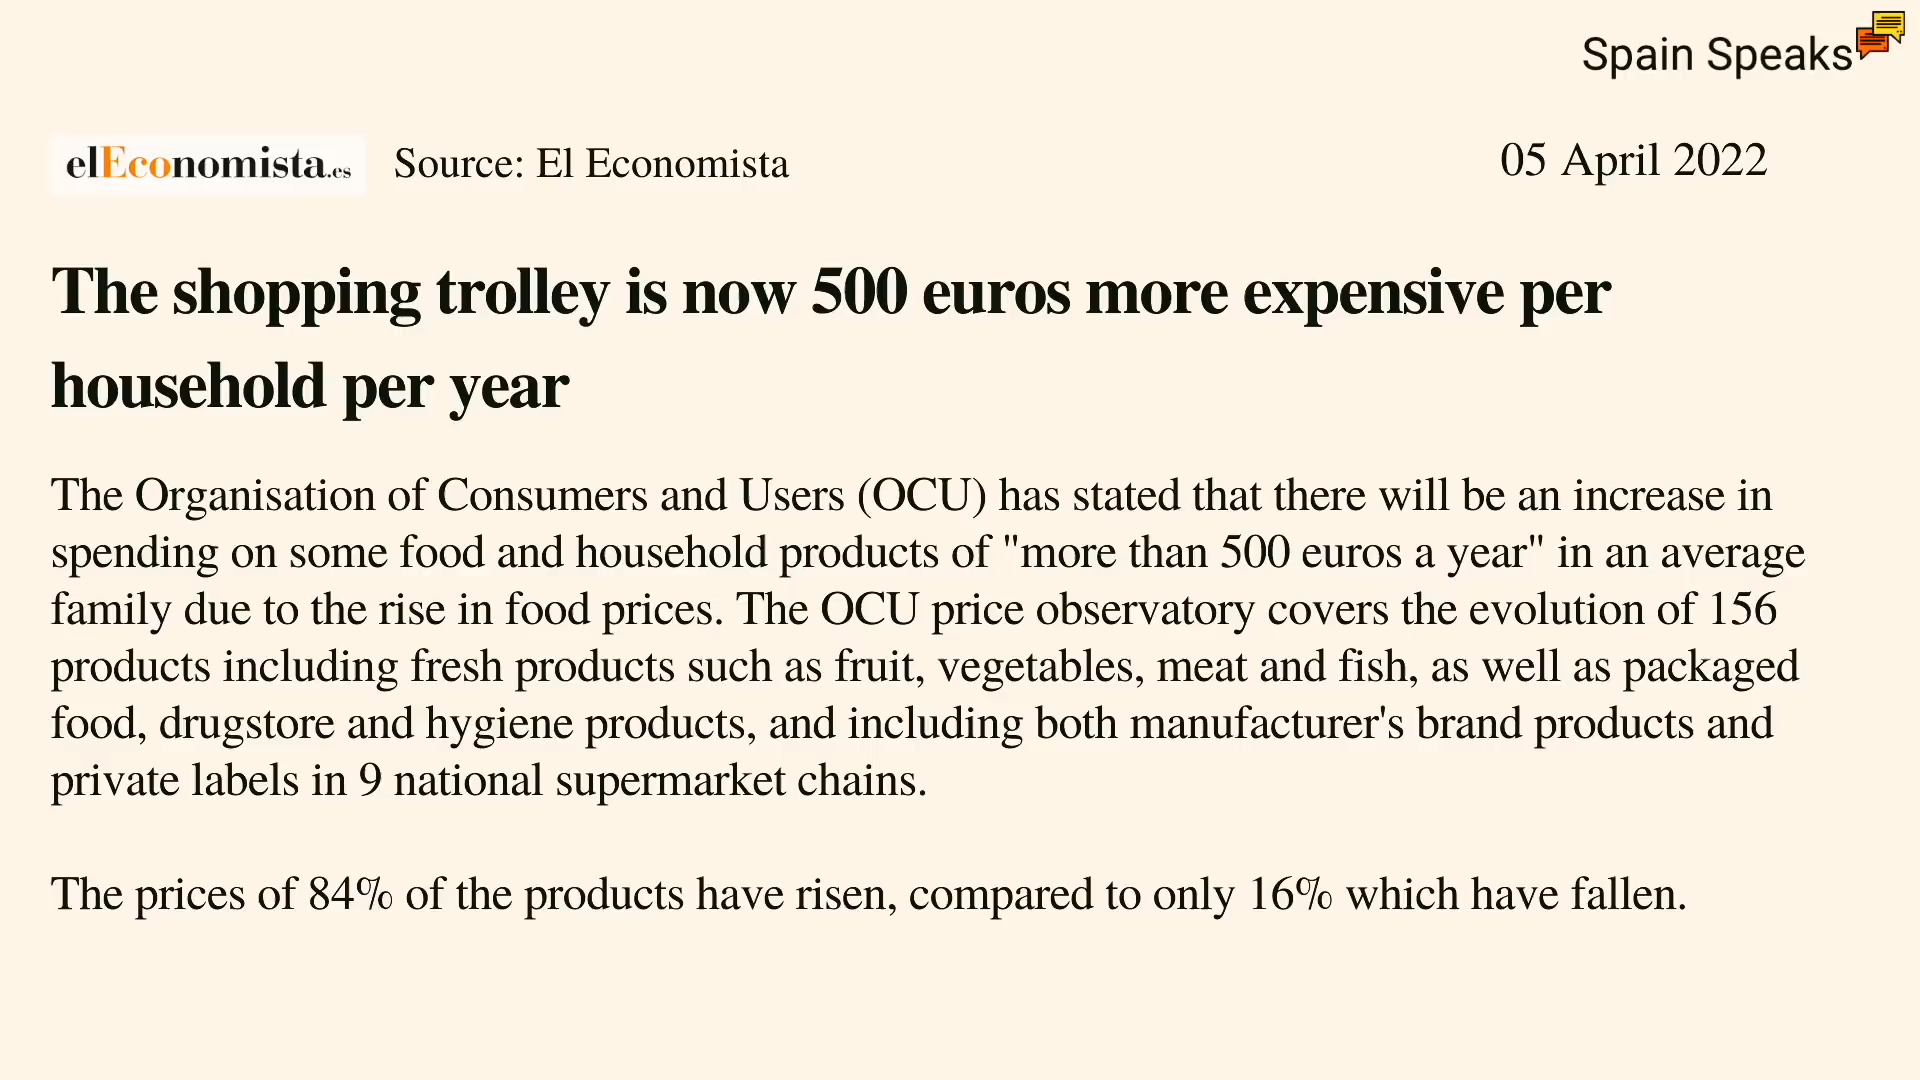 Spain Speaks
elEconomista.es
Source: El Economista
05 April 2022
The shopping trolley is now 500 euros more expensive per
household per year
The Organisation of Consumers and Users (OCU) has stated that there will be an increase in
spending on some food and household products of "more than 500 euros a year" in an average
family due to the rise in food prices. The OCU price observatory covers the evolution of 156
products including fresh products such as fruit, vegetables, meat and fish, as well as packaged
food, drugstore and hygiene products, and including both manufacturer's brand products and
private labels in 9 national supermarket chains.
The prices of 84% of the products have risen, compared to only 16% which have fallen.